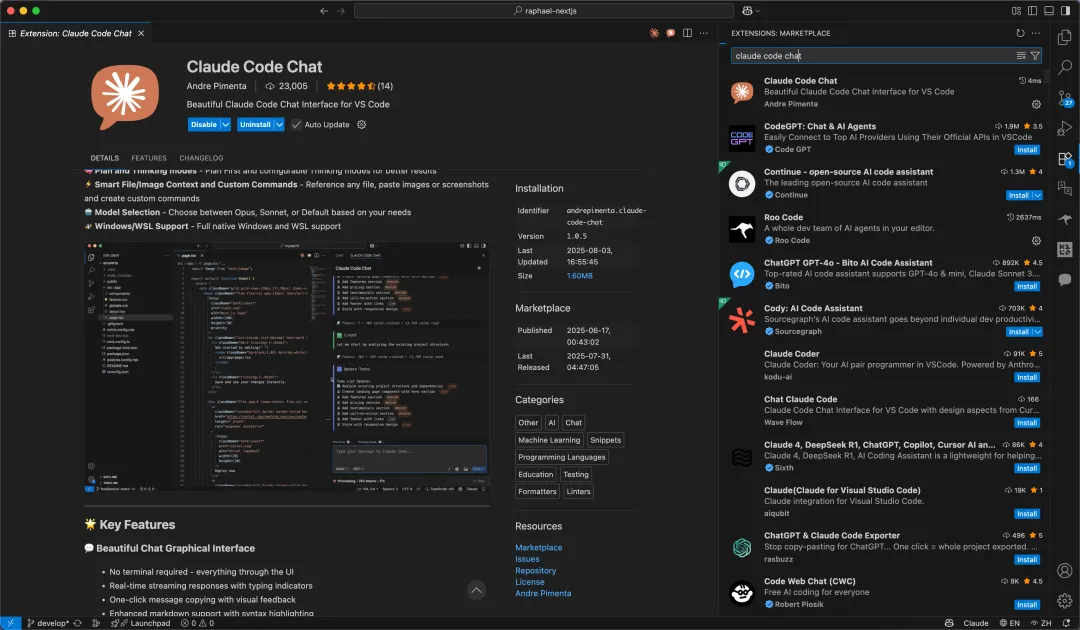 raphael-nextjs
Extension: Claude Code Chat
Claude Code Chat
Andre Pimenta 23,005 (14)
Beautiful Claude Code Chat Interface for VS Code
Disable Uninstall Auto Update
DETAILS FEATURES CHANGELOG
Plan and Thinking modes - Plan First and configurable Thinking modes for better results
Smart File/Image Context and Custom Commands - Reference any file, paste images or screenshots
and create custom commands
Model Selection - Choose between Opus, Sonnet, or Default based on your needs
Windows/WSL Support - Full native Windows and WSL support
Claude Code Chat
Update Todos
Key Features
Beautiful Chat Graphical Interface
• No terminal required - everything through the UI
• Real-time streaming responses with typing indicators
• One-click message copying with visual feedback
• Enhanced markdown support with syntax highlighting
Installation
Identifier andrepimenta.claude-
code-chat
Version 1.0.5
Last 2025-08-03,
Updated 16:55:45
Size 1.60MB
Marketplace
Published 2025-06-17,
00:43:02
Last 2025-07-31,
Released 04:47:05
Categories
Other AI Chat
Machine Learning Snippets
Programming Languages
Education Testing
Formatters Linters
Resources
Marketplace
Issues
Repository
License
Andre Pimenta
EXTENSIONS: MARKETPLACE
claude code chat
Claude Code Chat 4ms
Beautiful Claude Code Chat Interface for VS Code
Andre Pimenta
CODE
GPT
CodeGPT: Chat & AI Agents 1.9M 3.5
Easily Connect to Top AI Providers Using Their Official APIs in VSCode
Code GPT Install
Continue - open-source AI code assistant 1.3M 4
The leading open-source AI code assistant
Continue Install
Roo Code 2637ms
A whole dev team of AI agents in your editor.
Roo Code
ChatGPT GPT-4o - Bito AI Code Assistant 892K 4.5
Top-rated AI code assistant supports GPT-4o & mini, Claude Sonnet 3....
Bito Install
Cody: AI Code Assistant 703K 4
Sourcegraph's AI code assistant goes beyond individual dev productivi...
Sourcegraph Install
Claude Coder 91K 5
Claude Coder: Your AI pair programmer in VSCode. Powered by Anthro...
kodu-ai Install
Chat Claude Code 166
Claude Code Chat Interface for VS Code with design aspects from Cur...
Wave Flow Install
Claude 4, DeepSeek R1, ChatGPT, Copilot, Cursor AI an... 86K 4
Claude 4, DeepSeek R1, AI Coding Assistant is a lightweight for helping...
Sixth Install
Claude(Claude for Visual Studio Code) 19K 1
Claude integration for Visual Studio Code.
aiqubit Install
ChatGPT & Claude Code Exporter 496 5
Stop copy-pasting for ChatGPT... One click = whole project exported. ...
rasbuzz Install
Code Web Chat (CWC) 8K 4.5
Free AI coding for everyone
Robert Piosik Install
27
1
develop* Launchpad 0 0 Claude EN ZH